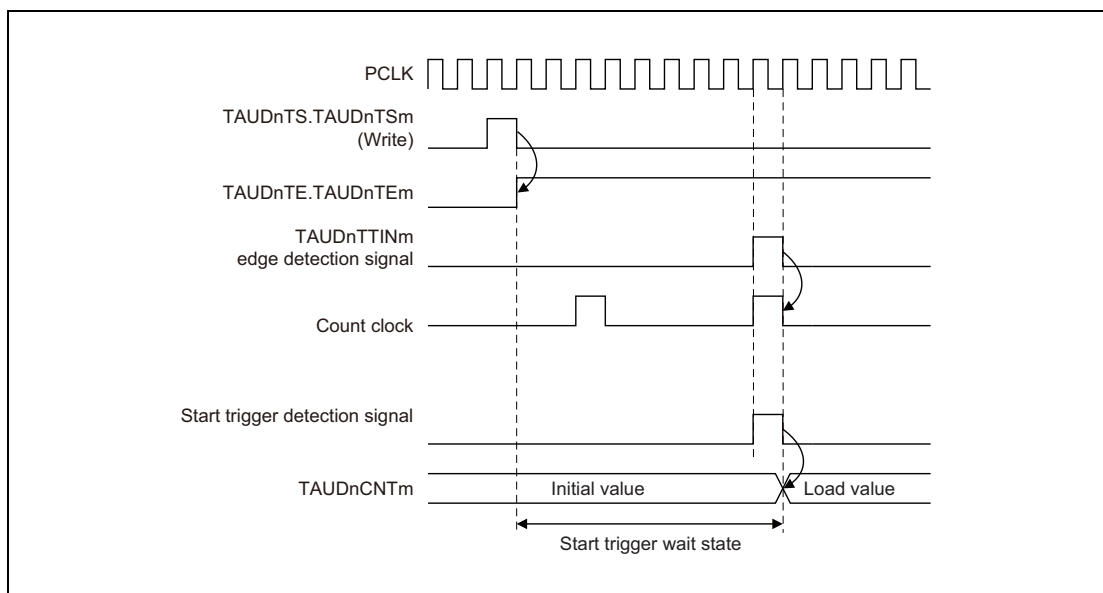 PCLK
TAUDnTS.TAUDnTSm
(Write)
TAUDnTE.TAUDnTEm
TAUDnTTINm
edge detection signal
Count clock
Start trigger detection signal
TAUDnCNTm
Initial value
Load value
Start trigger wait state